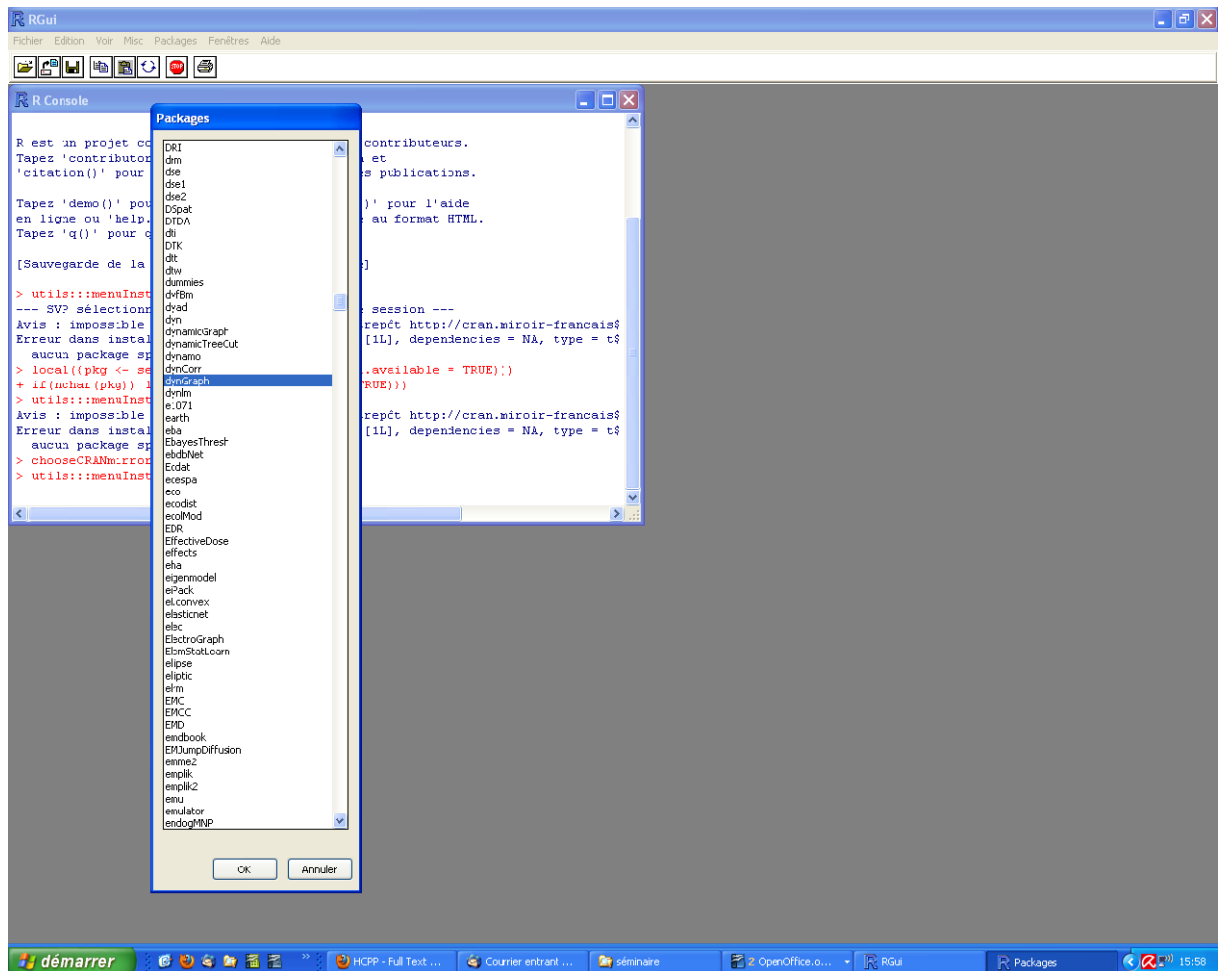 RGui
Fichier Edition Voir Misc Packages Fenêtres Aide
STOP
R Console
R est un projet co
contributeurs.
Tapez 'contributor
et
'citation()' pour
s publications.
Tapez 'demo()' pou
)' pour l'aide
en ligne ou 'help.
au format HTML.
Tapez 'q()' pour q
[Sauvegarde de la
]
> utils:::menuInst
--- SVP sélectionn
session ---
Avis : impossible
repôt http://cran.miroir-francais$
Erreur dans instal
[1L], dependencies = NA, type = t$
aucun package sp
> local((pkg <- se
.available = TRUE))
+ if(nchar(pkg)) l
RUE)))
> utils:::menuInst
Avis : impossible
repôt http://cran.miroir-francais$
Erreur dans instal
[1L], dependencies = NA, type = t$
aucun package sp
> chooseCRANmirror
> utils:::menuInst
Packages
DRI
drm
dse
dse1
dse2
DSpat
DTDA
dti
DTK
dtt
dtw
dummies
dvfBm
dyad
dyn
dynamicGraph
dynamicTreeCut
dynamo
dynCorr
dynGraph
dynlm
e1071
earth
eba
EbayesThresh
ebdbNet
Ecdat
ecespa
eco
ecodist
ecolMod
EDR
EffectiveDose
effects
eha
eigenmodel
eiPack
el.convex
elasticnet
elec
ElectroGraph
ElemStatLearn
ellipse
elliptic
elrm
EMC
EMCC
EMD
emdbook
EMJumpDiffusion
emme2
emplik
emplik2
emu
emulator
endogMNP
OK
Annuler
démarrer
HCPP - Full Text ...
Courrier entrant ...
séminaire
2 OpenOffice.o...
RGui
Packages
15:58